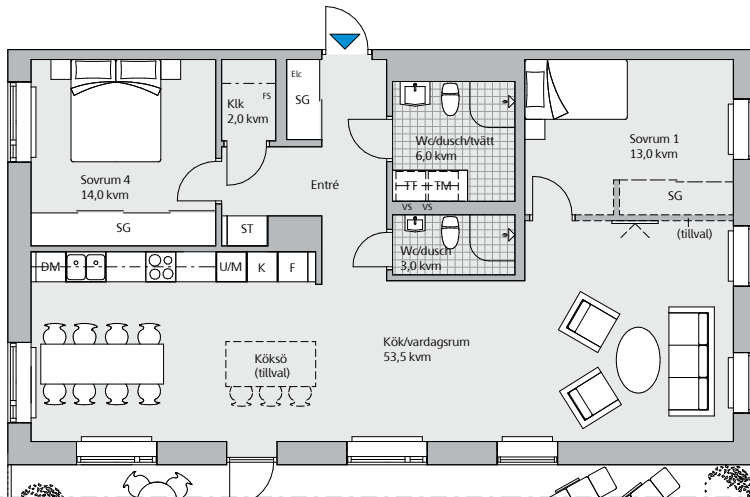 Elc
SG
Klk
FS
2,0 kvm
Wc/dusch/tvätt
6,0 kvm
Sovrum 1
13,0 kvm
Sovrum 4
14,0 kvm
Entré
TT
TM
SG
VS
VS
SG
ST
(tillval)
Wc/dusch
3,0 kvm
DM
U/M
K
F
Kök/vardagsrum
53,5 kvm
Köksö
(tillval)